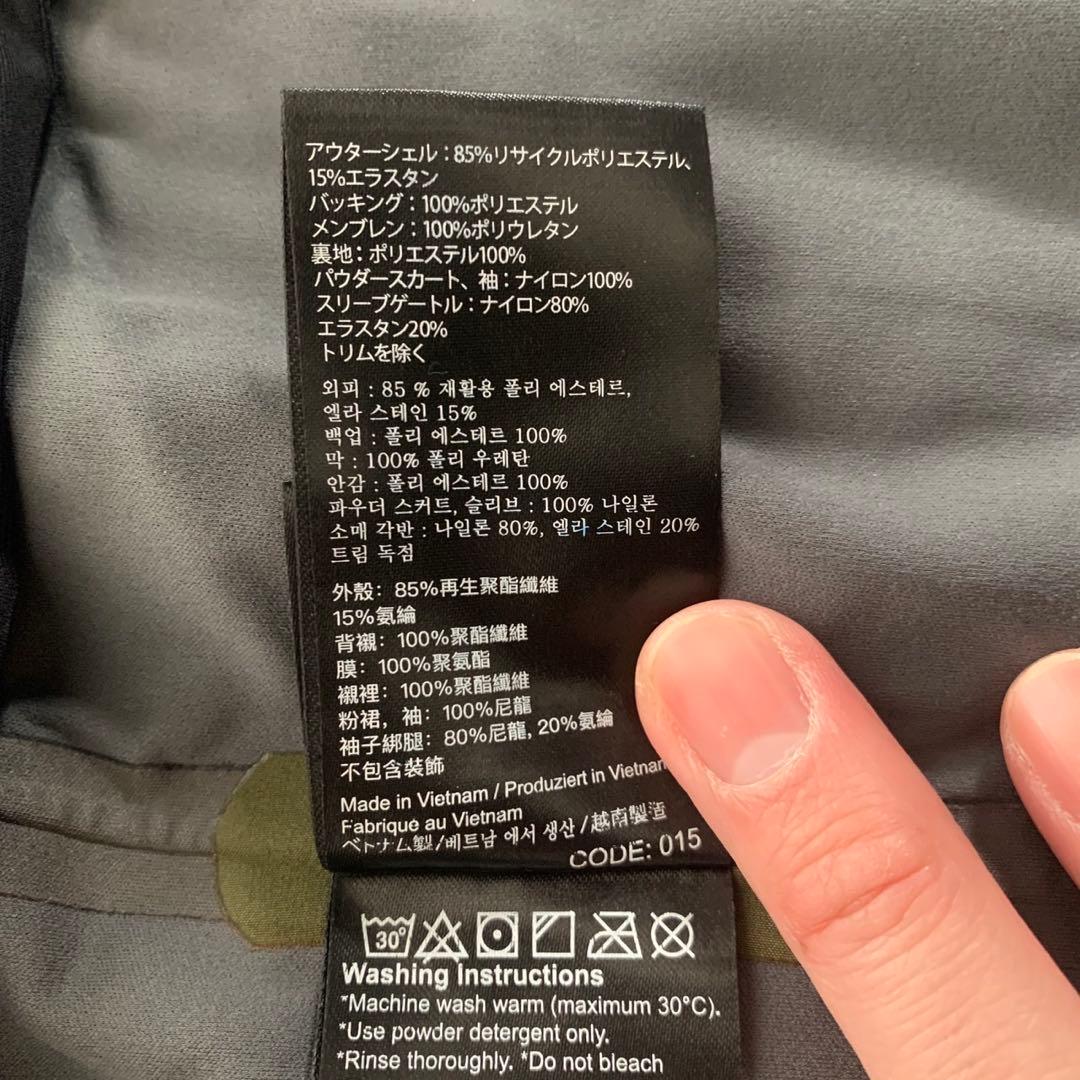 アウターシェル：85%リサイクルポリエステル、
15%エラスタン
バッキング：100%ポリエステル
メンブレン：100%ポリウレタン
裏地：ポリエステル100%
パウダースカート、袖：ナイロン100%
スリーブゲートル：ナイロン80%
エラスタン20%
トリムを除く
외피 : 85 % 재활용 폴리 에스테르,
엘라 스테인 15%
백업 : 폴리 에스테르 100%
막 : 100% 폴리 우레탄
안감 : 폴리 에스테르 100%
파우더 스커트, 슬리브 : 100% 나일론
소매 각반 : 나일론 80%, 엘라 스테인 20%
트림 독점
外殼：85%再生聚酯纖維
15%氨綸
背襯：100%聚酯纖維
膜：100%聚氨酯
襯裡：100%聚酯纖維
粉裙，袖：100%尼龍
袖子綁腿：80%尼龍, 20%氨綸
不包含裝飾
Made in Vietnam / Produziert in Vietnam
Fabriqué au Vietnam
ベトナム製/베트남 에서 생산/越南製造
CODE: 015
30°
Washing Instructions
*Machine wash warm (maximum 30°C).
*Use powder detergent only.
*Rinse thoroughly. *Do not bleach